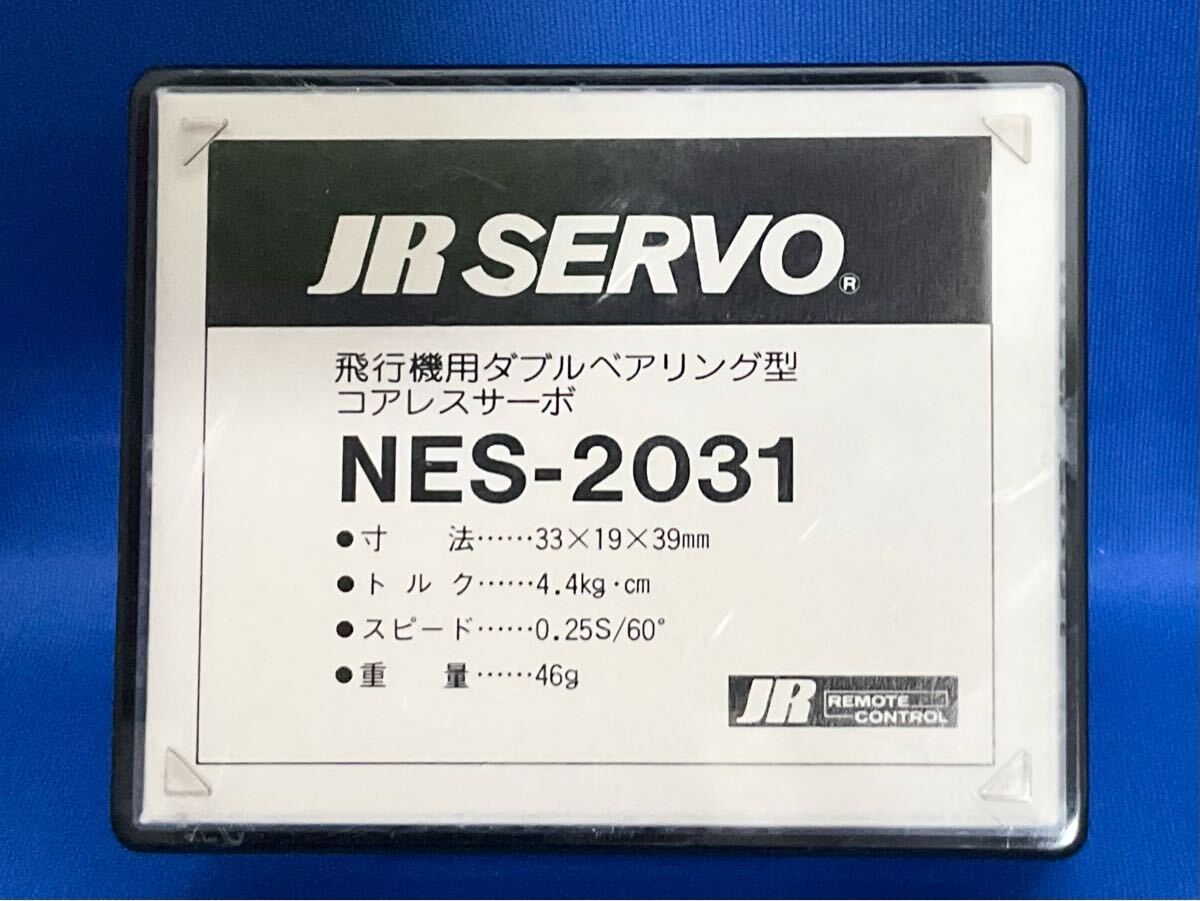 JR SERVO®
飛行機用ダブルベアリング型
コアレスサーボ
NES-2031
●寸　法……33×19×39mm
●トルク……4.4kg·cm
●スピード……0.25S/60°
●重　量……46g
JR REMOTE CONTROL